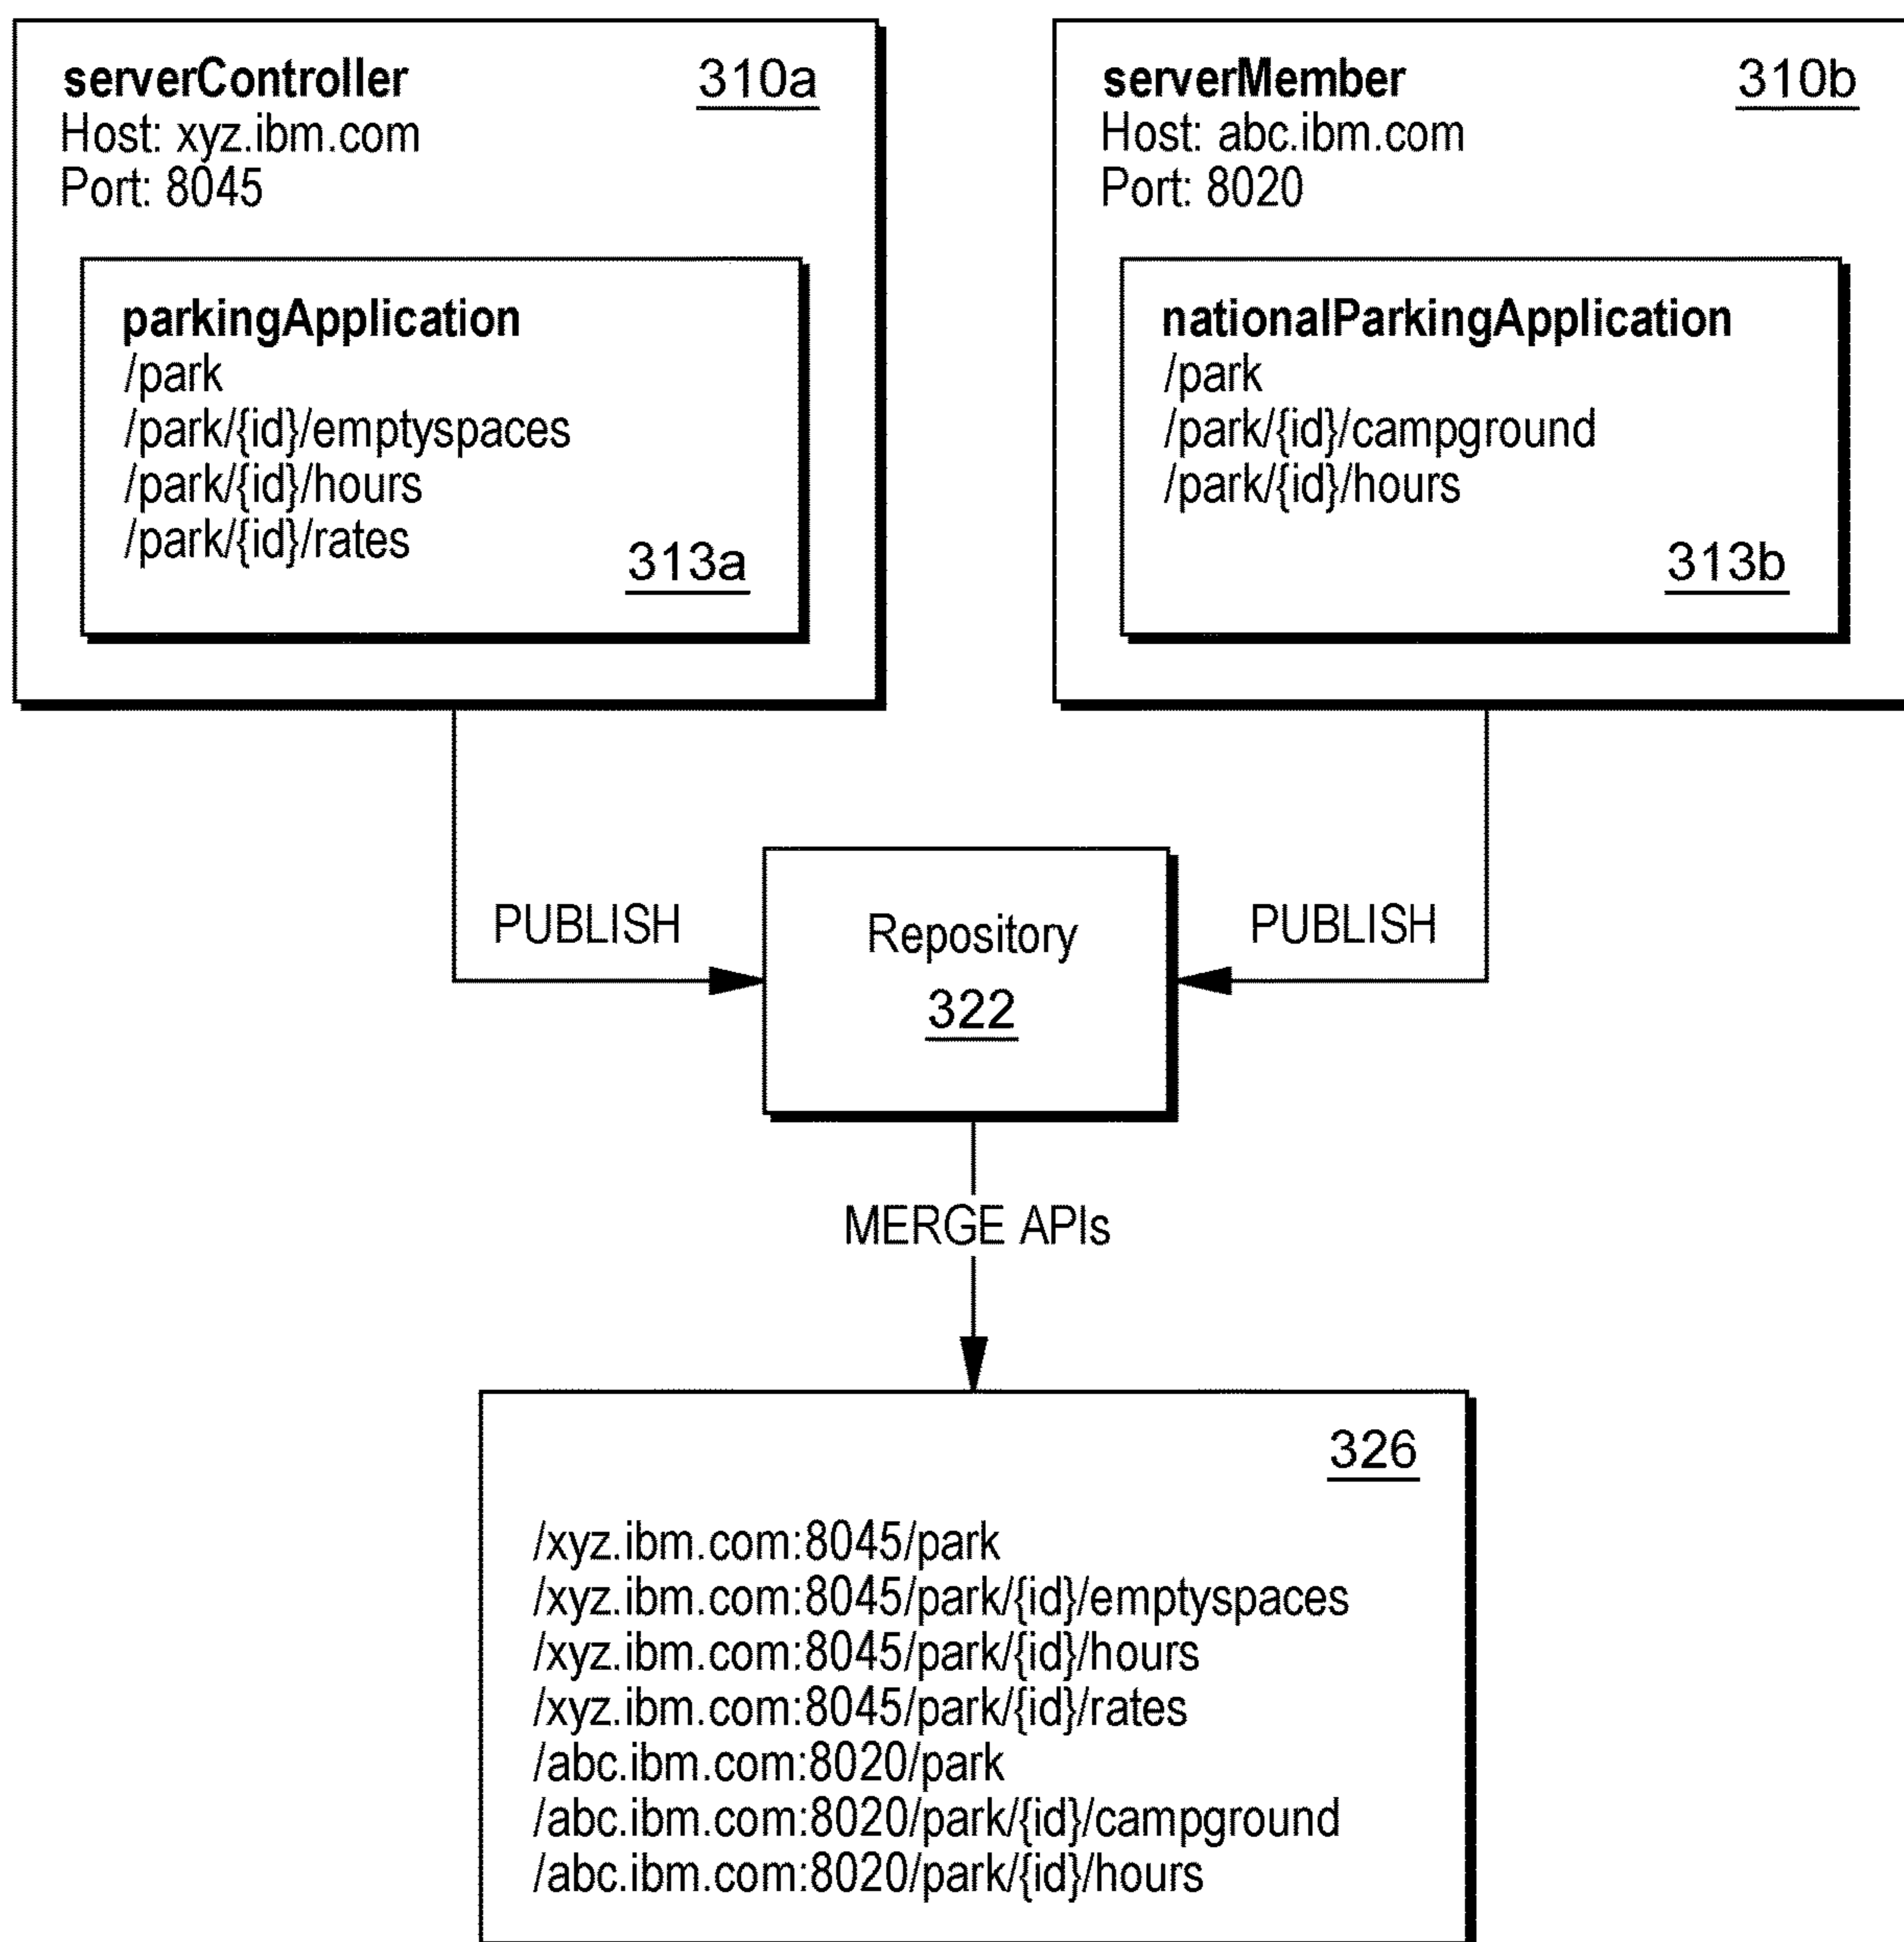 serverController 310a
Host: xyz.ibm.com
Port: 8045
parkingApplication
/park
/park/{id}/emptyspaces
/park/{id}/hours
/park/{id}/rates
313a
serverMember 310b
Host: abc.ibm.com
Port: 8020
nationalParkingApplication
/park
/park/{id}/campground
/park/{id}/hours
313b
PUBLISH
Repository
322
PUBLISH
MERGE APIs
326
/xyz.ibm.com:8045/park
/xyz.ibm.com:8045/park/{id}/emptyspaces
/xyz.ibm.com:8045/park/{id}/hours
/xyz.ibm.com:8045/park/{id}/rates
/abc.ibm.com:8020/park
/abc.ibm.com:8020/park/{id}/campground
/abc.ibm.com:8020/park/{id}/hours